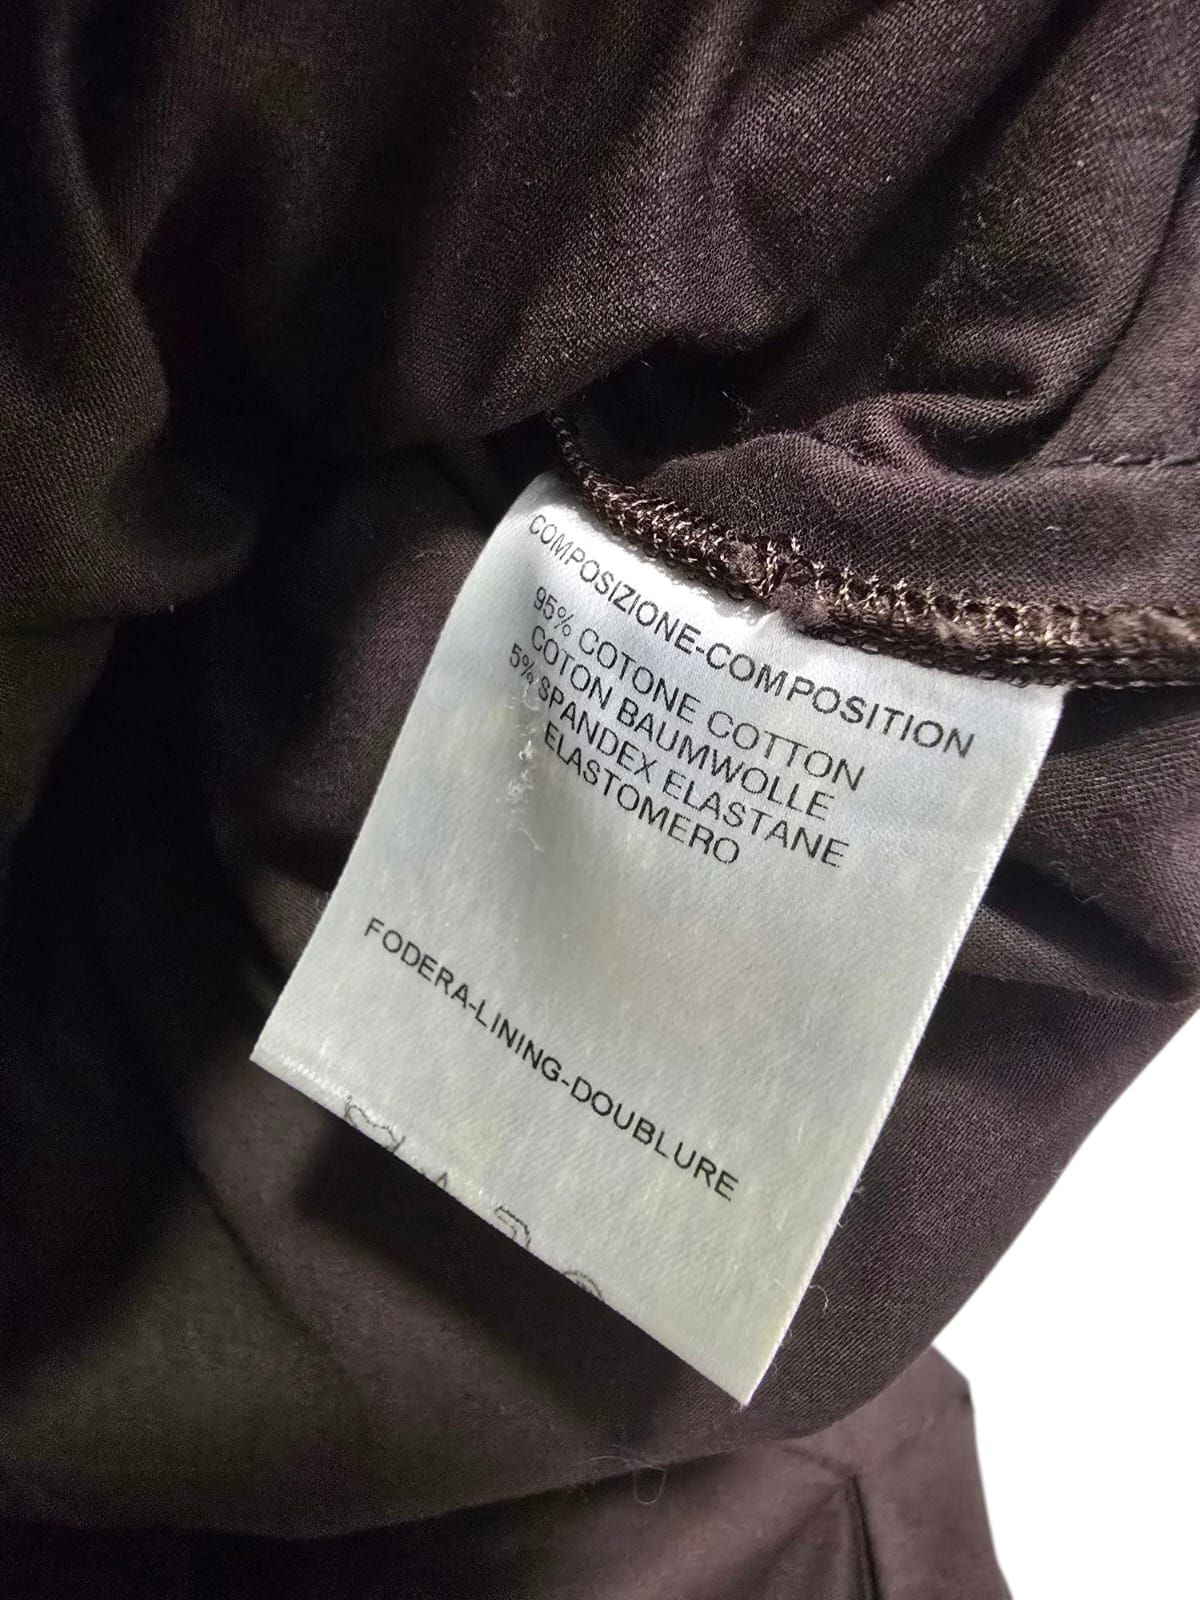 COMPOSIZIONE-COMPOSITION
95% COTONE COTTON
COTON BAUMWOLLE
5% SPANDEX ELASTANE
ELASTOMERO
FODERA-LINING-DOUBLURE